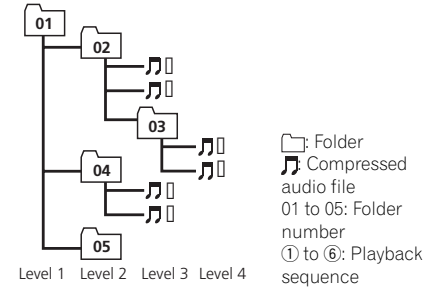 01
02
03
04
05
Level 1 Level 2 Level 3 Level 4
: Folder
: Compressed
audio file
01 to 05: Folder
number
① to ⑥: Playback
sequence